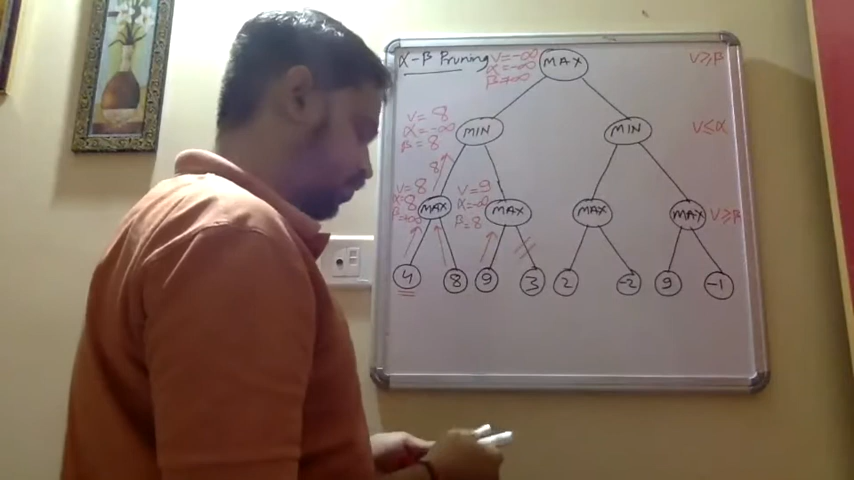 α-β Pruning
V=-∞
α=-∞
β=+∞
MAX
V≥β
V= 8
α=-∞
β= 8
MIN
MIN
V≤α
8
V= 8
α=8
β=+∞
MAX
V= 9
α=-∞
β= 8
MAX
MAX
MAX
V≥β
4
8
9
3
2
-2
9
-1